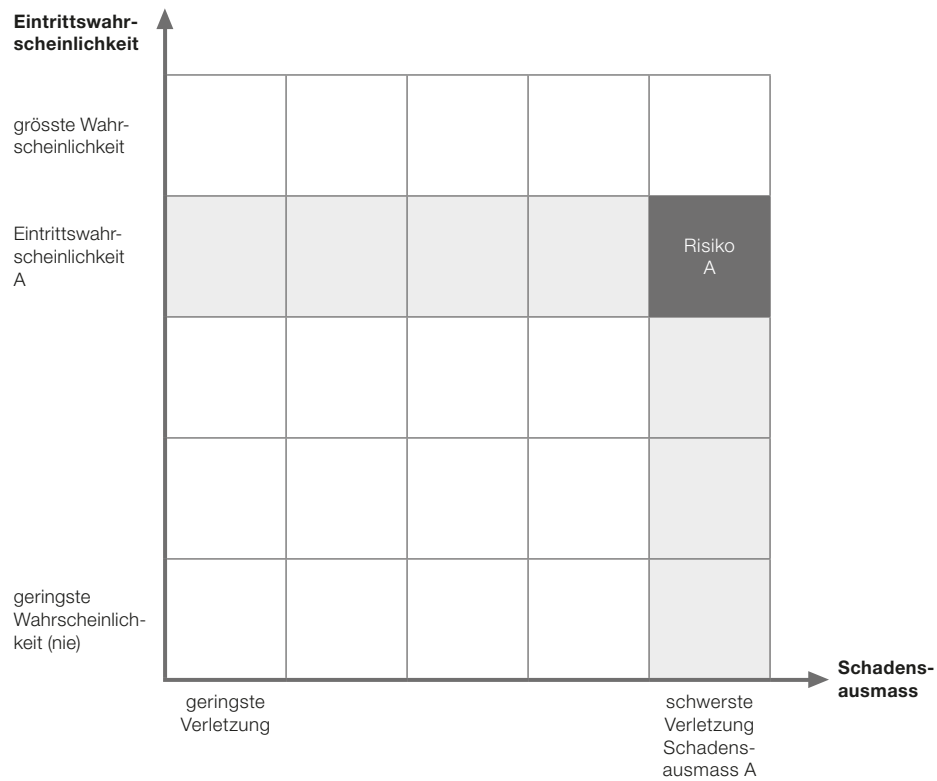 Eintrittswahr-
scheinlichkeit
grösste Wahr-
scheinlichkeit
Eintrittswahr-
scheinlichkeit
A
Risiko
A
geringste
Wahrscheinlich-
keit (nie)
Schadens-
ausmass
geringste
Verletzung
schwerste
Verletzung
Schadens-
ausmass A